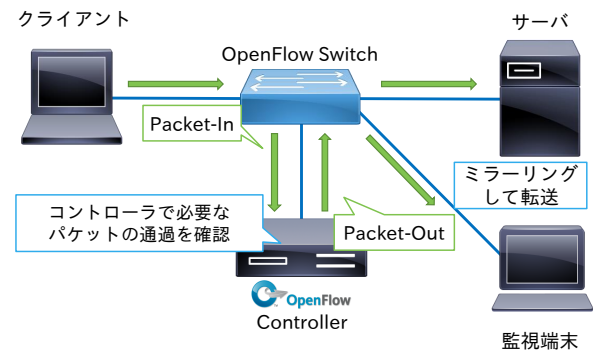 クライアント
サーバ
OpenFlow Switch
Packet-In
ミラーリング
して転送
コントローラで必要な
パケットの通過を確認
Packet-Out
OpenFlow
Controller
監視端末